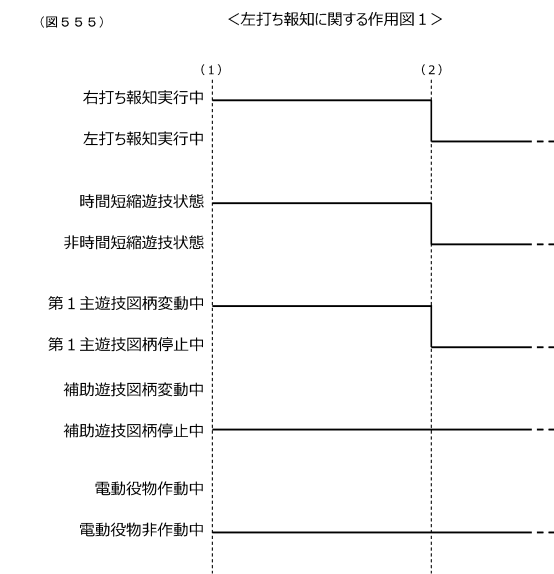 （図５５５）
＜左打ち報知に関する作用図１＞
（１）
（２）
右打ち報知実行中
左打ち報知実行中
時間短縮遊技状態
非時間短縮遊技状態
第１主遊技図柄変動中
第１主遊技図柄停止中
補助遊技図柄変動中
補助遊技図柄停止中
電動役物作動中
電動役物非作動中